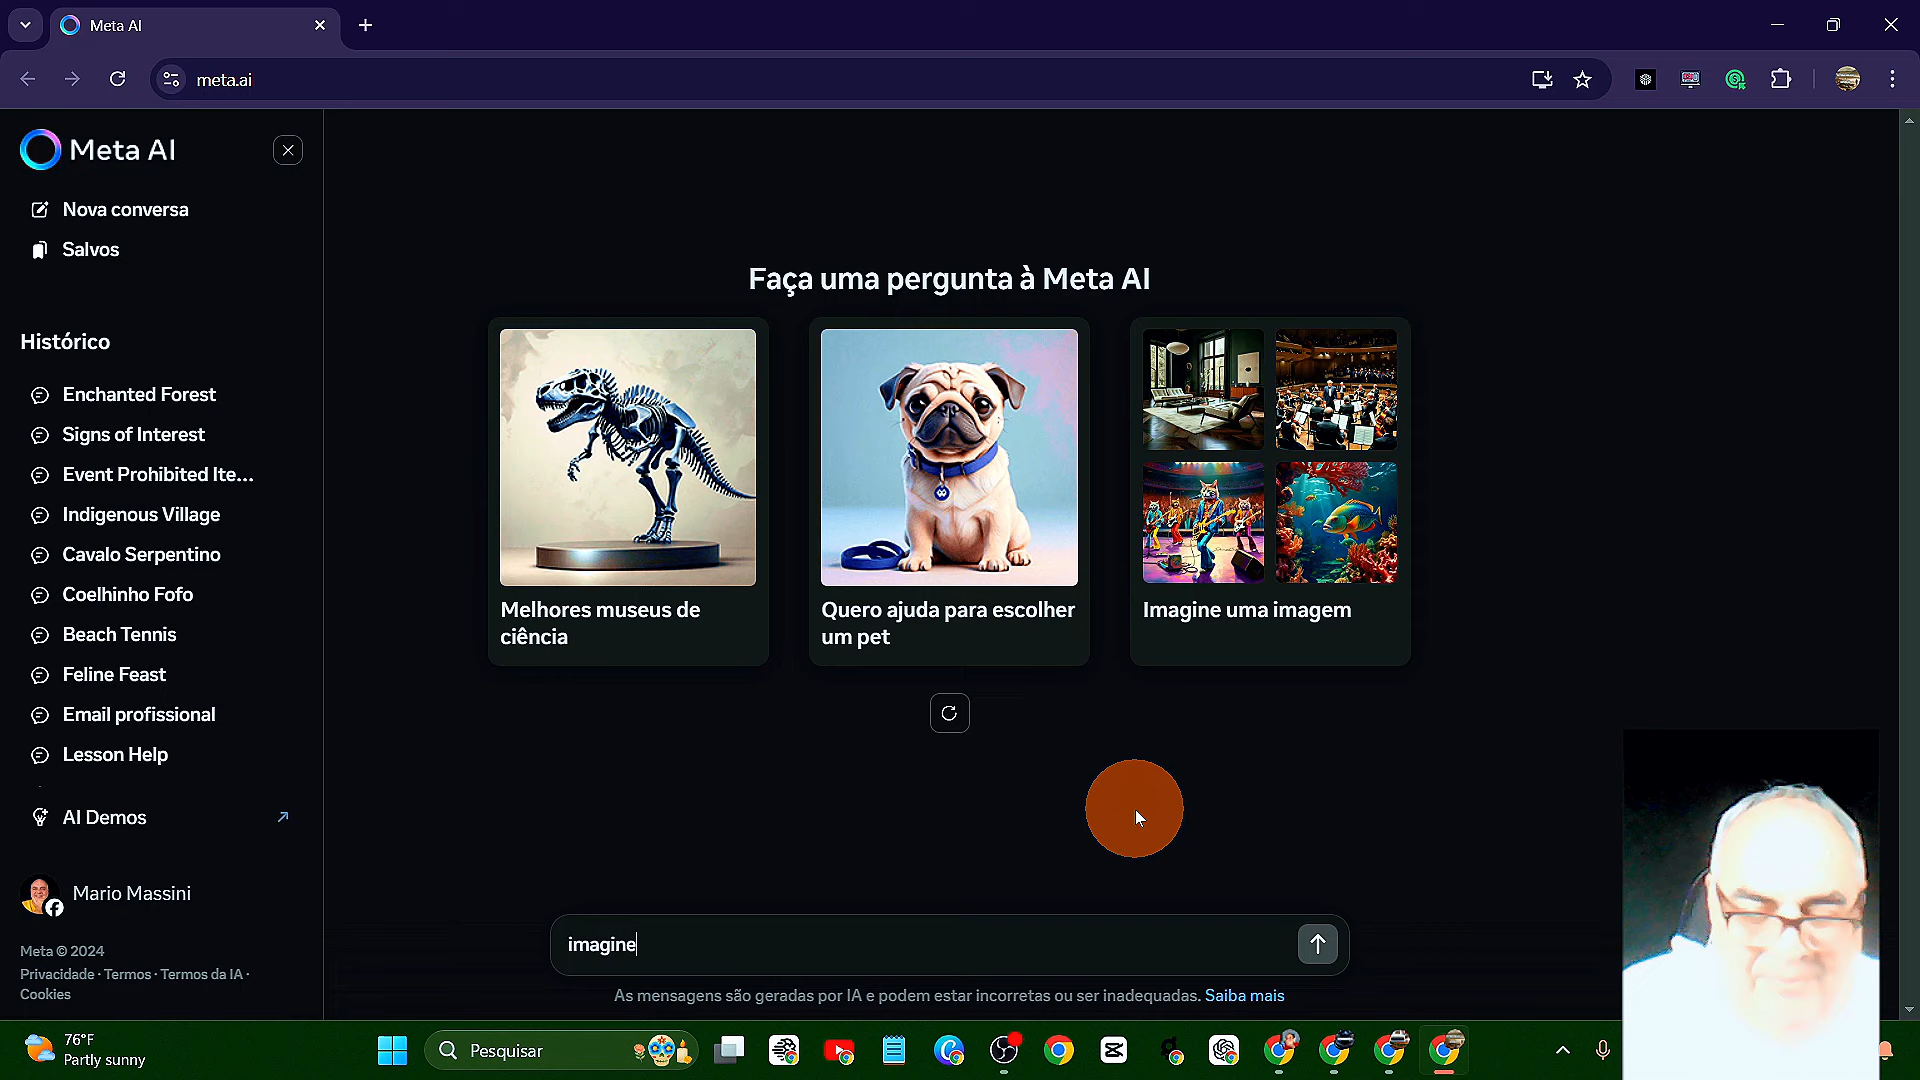 Meta AI
meta.ai
Meta AI
Nova conversa
Salvos
Histórico
Enchanted Forest
Signs of Interest
Event Prohibited Ite...
Indigenous Village
Cavalo Serpentino
Coelhinho Fofo
Beach Tennis
Feline Feast
Email profissional
Lesson Help
AI Demos
Mario Massini
Meta © 2024
Privacidade · Termos · Termos da IA ·
Cookies
Faça uma pergunta à Meta AI
Melhores museus de
ciência
Quero ajuda para escolher
um pet
Imagine uma imagem
imagine
As mensagens são geradas por IA e podem estar incorretas ou ser inadequadas. Saiba mais
76°F
Partly sunny
Pesquisar